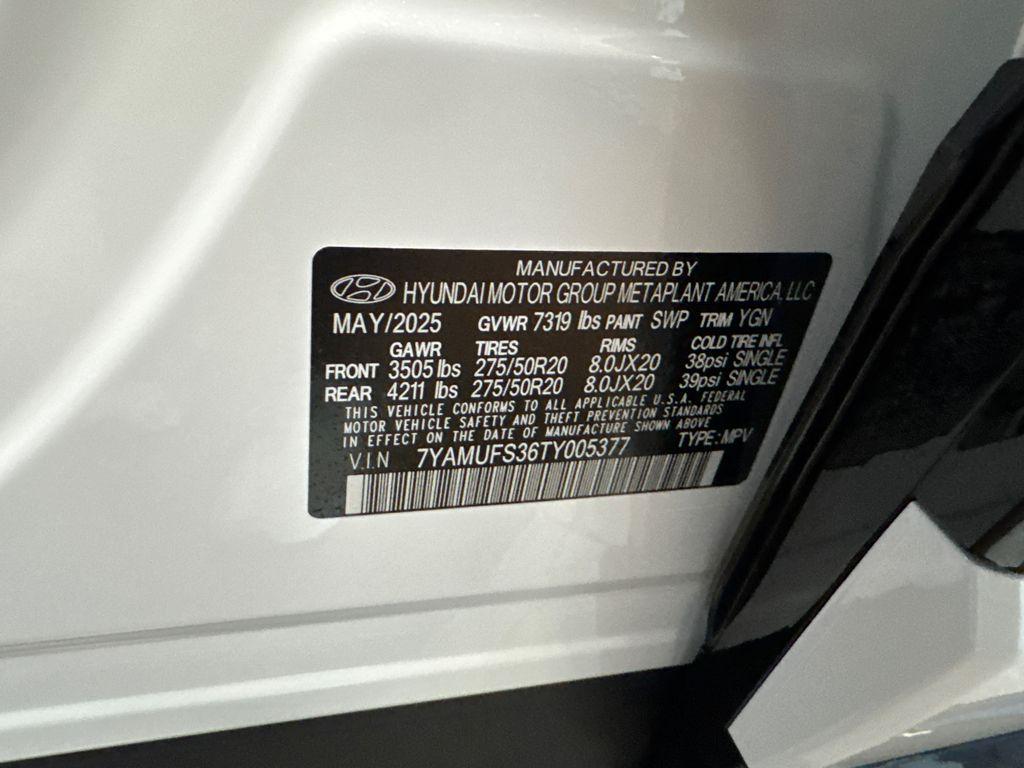 MANUFACTURED BY
HYUNDAI MOTOR GROUP METAPLANT AMERICA, LLC
MAY/2025 GVWR 7319 lbs PAINT SWP TRIM YGN
GAWR TIRES RIMS COLD TIRE INFL
FRONT 3505 lbs 275/50R20 8.0JX20 38psi SINGLE
REAR 4211 lbs 275/50R20 8.0JX20 39psi SINGLE
THIS VEHICLE CONFORMS TO ALL APPLICABLE U.S.A. FEDERAL
MOTOR VEHICLE SAFETY AND THEFT PREVENTION STANDARDS
IN EFFECT ON THE DATE OF MANUFACTURE SHOWN ABOVE
V.I.N 7YAMUFS36TY005377 TYPE:MPV